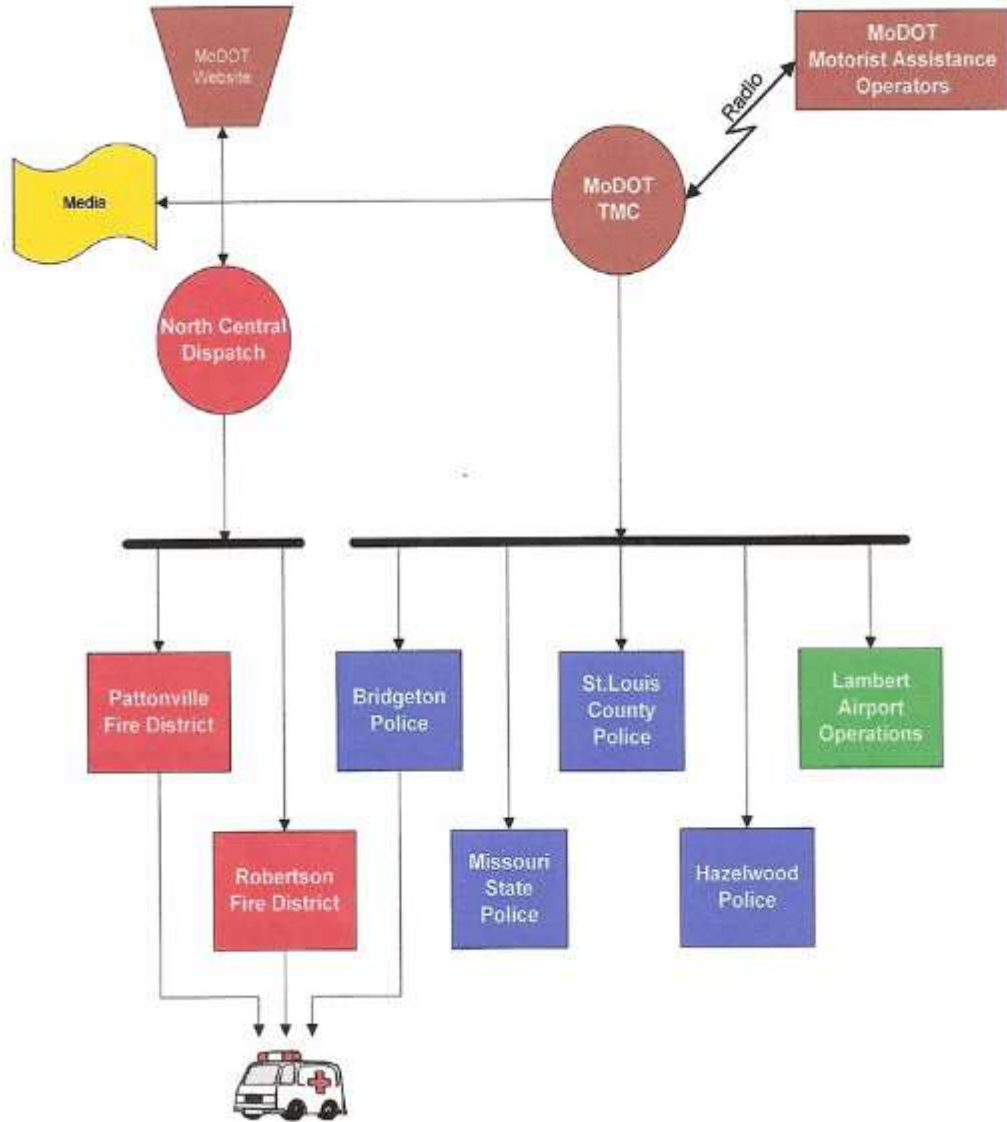 MoDOT
Website
MoDOT
Motorist Assistance
Operators
Radio
Media
MoDOT
TMC
North Central
Dispatch
Pattonville
Fire District
Bridgeton
Police
St.Louis
County
Police
Lambert
Airport
Operations
Robertson
Fire District
Missouri
State
Police
Hazelwood
Police